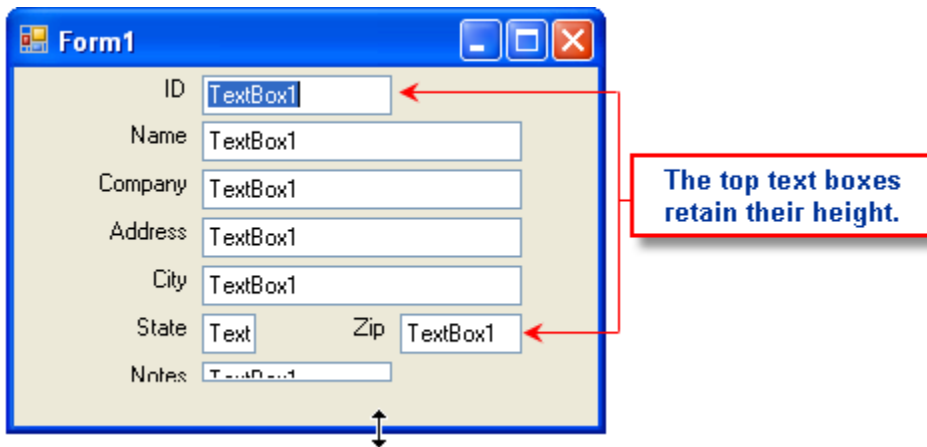 Form1
ID TextBox1
Name TextBox1
Company TextBox1
Address TextBox1
City TextBox1
State Text Zip TextBox1
Notes TextBox1
The top text boxes
retain their height.